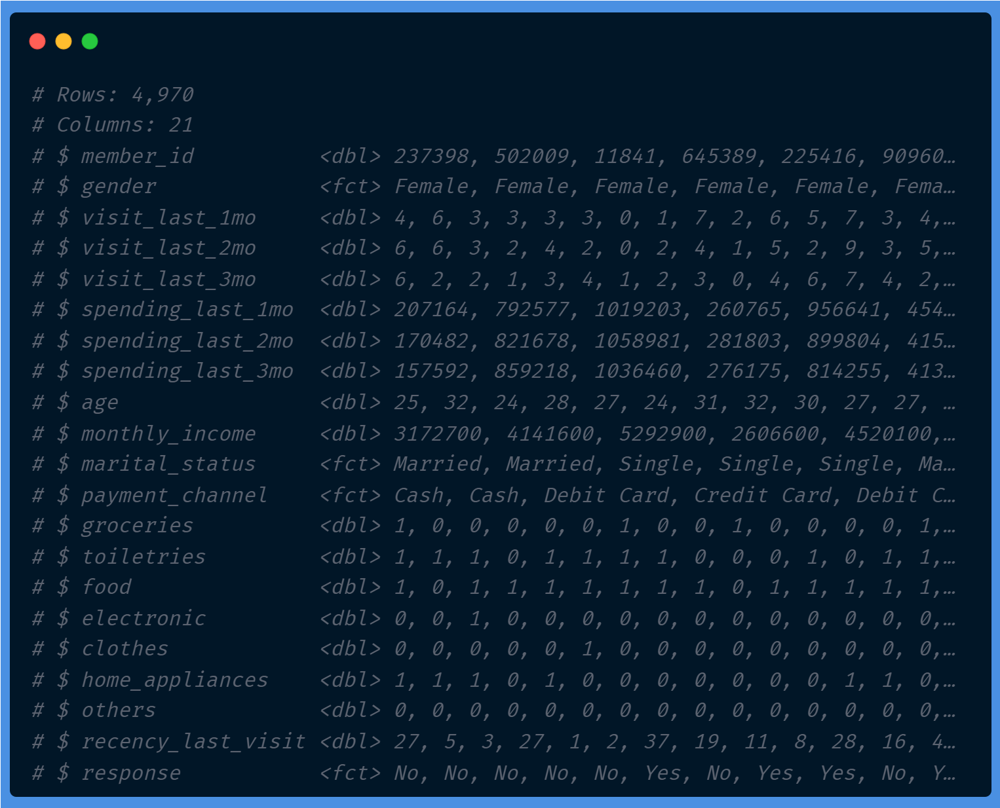 # Rows: 4,970
# Columns: 21
# $ member_id          <dbl> 237398, 502009, 11841, 645389, 225416, 90960…
# $ gender             <fct> Female, Female, Female, Female, Female, Fema…
# $ visit_last_1mo     <dbl> 4, 6, 3, 3, 3, 3, 0, 1, 7, 2, 6, 5, 7, 3, 4,…
# $ visit_last_2mo     <dbl> 6, 6, 3, 2, 4, 2, 0, 2, 4, 1, 5, 2, 9, 3, 5,…
# $ visit_last_3mo     <dbl> 6, 2, 2, 1, 3, 4, 1, 2, 3, 0, 4, 6, 7, 4, 2,…
# $ spending_last_1mo  <dbl> 207164, 792577, 1019203, 260765, 956641, 454…
# $ spending_last_2mo  <dbl> 170482, 821678, 1058981, 281803, 899804, 415…
# $ spending_last_3mo  <dbl> 157592, 859218, 1036460, 276175, 814255, 413…
# $ age                <dbl> 25, 32, 24, 28, 27, 24, 31, 32, 30, 27, 27, …
# $ monthly_income     <dbl> 3172700, 4141600, 5292900, 2606600, 4520100,…
# $ marital_status     <fct> Married, Married, Single, Single, Single, Ma…
# $ payment_channel    <fct> Cash, Cash, Debit Card, Credit Card, Debit C…
# $ groceries          <dbl> 1, 0, 0, 0, 0, 0, 1, 0, 0, 1, 0, 0, 0, 0, 1,…
# $ toiletries         <dbl> 1, 1, 1, 0, 1, 1, 1, 1, 0, 0, 0, 1, 0, 1, 1,…
# $ food               <dbl> 1, 0, 1, 1, 1, 1, 1, 1, 1, 0, 1, 1, 1, 1, 1,…
# $ electronic         <dbl> 0, 0, 1, 0, 0, 0, 0, 0, 0, 0, 0, 0, 0, 0, 0,…
# $ clothes            <dbl> 0, 0, 0, 0, 0, 1, 0, 0, 0, 0, 0, 0, 0, 0, 0,…
# $ home_appliances    <dbl> 1, 1, 1, 0, 1, 0, 0, 0, 0, 0, 0, 0, 1, 1, 0,…
# $ others             <dbl> 0, 0, 0, 0, 0, 0, 0, 0, 0, 0, 0, 0, 0, 0, 0,…
# $ recency_last_visit <dbl> 27, 5, 3, 27, 1, 2, 37, 19, 11, 8, 28, 16, 4…
# $ response           <fct> No, No, No, No, No, Yes, No, Yes, Yes, No, Y…